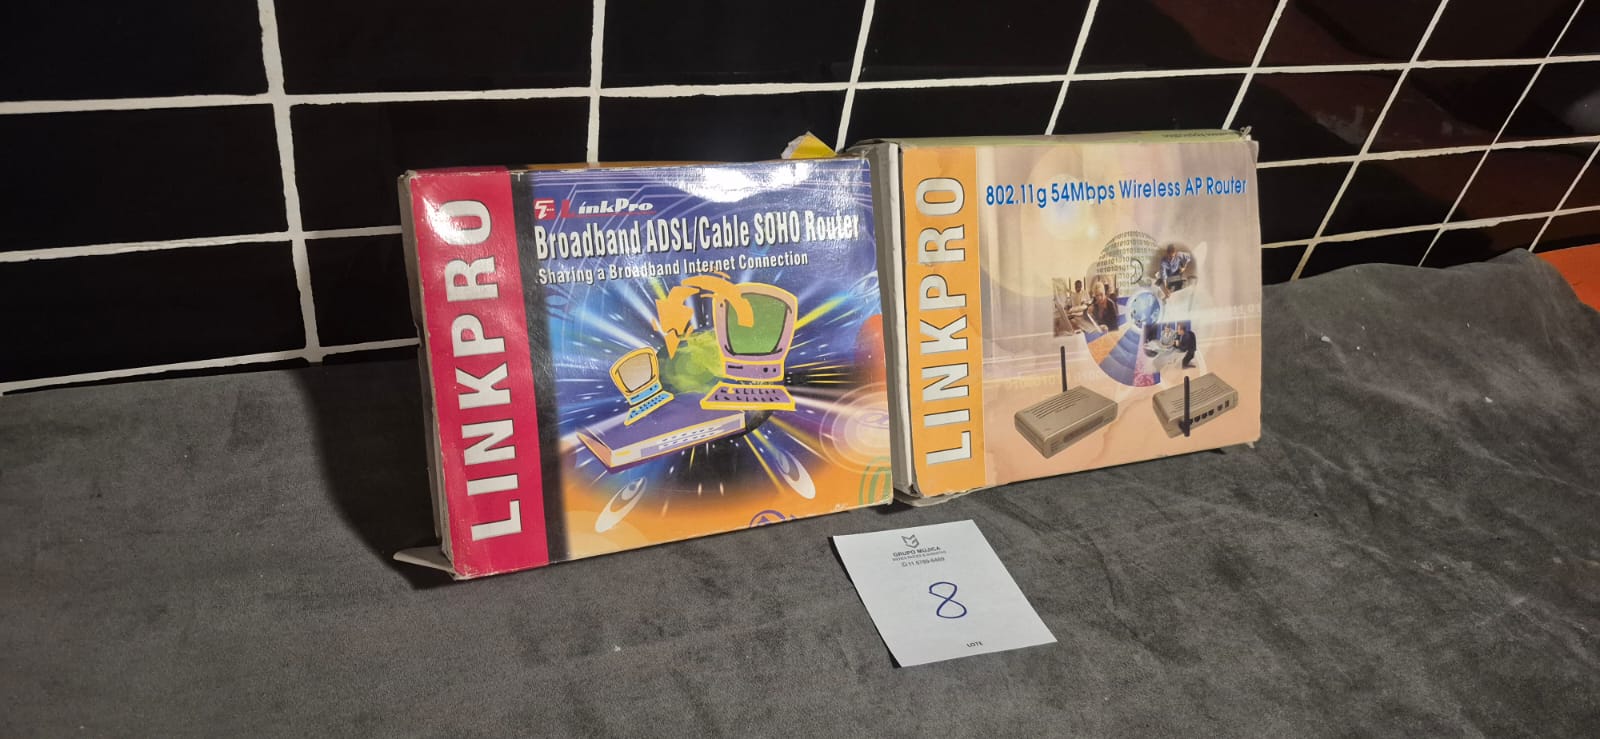 LINKPRO
LinkPro
Broadband ADSL/Cable SOHO Router
Sharing a Broadband Internet Connection
LINKPRO
802.11g 54Mbps Wireless AP Router
GRUPO MUJICA
8
LOTE